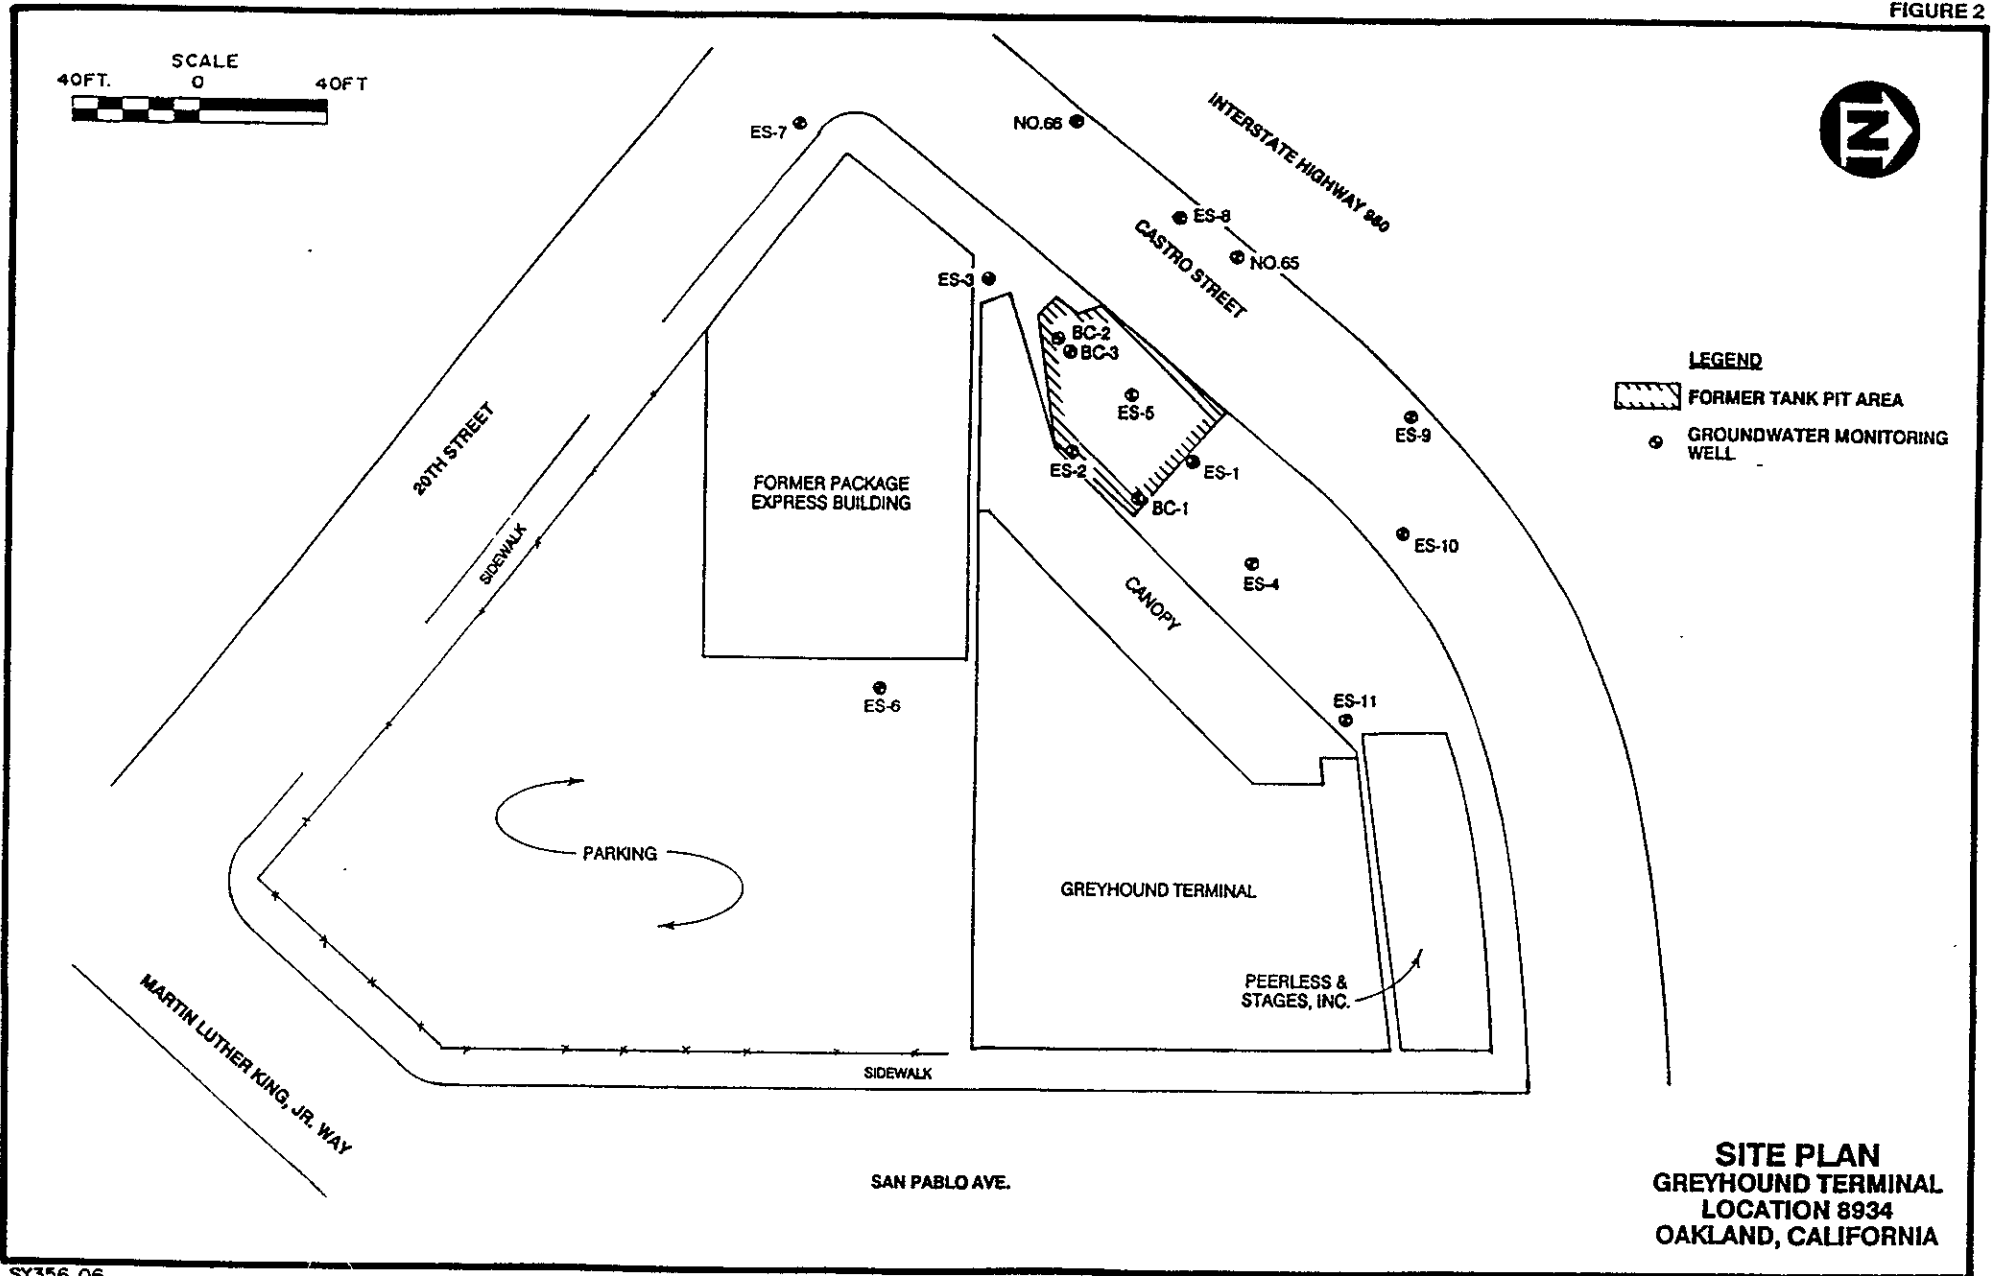 FIGURE 2
SCALE
40FT. 0 40FT
N
INTERSTATE HIGHWAY 980
ES-7
NO.66
ES-8
CASTRO STREET
NO.65
ES-3
BC-2
BC-3
ES-5
ES-9
LEGEND
FORMER TANK PIT AREA
GROUNDWATER MONITORING
WELL
20TH STREET
ES-2
ES-1
FORMER PACKAGE
EXPRESS BUILDING
BC-1
SIDEWALK
ES-10
ES-4
CANOPY
ES-6
ES-11
PARKING
GREYHOUND TERMINAL
PEERLESS &
STAGES, INC.
MARTIN LUTHER KING, JR. WAY
SIDEWALK
SAN PABLO AVE.
SITE PLAN
GREYHOUND TERMINAL
LOCATION 8934
OAKLAND, CALIFORNIA
SY356 06